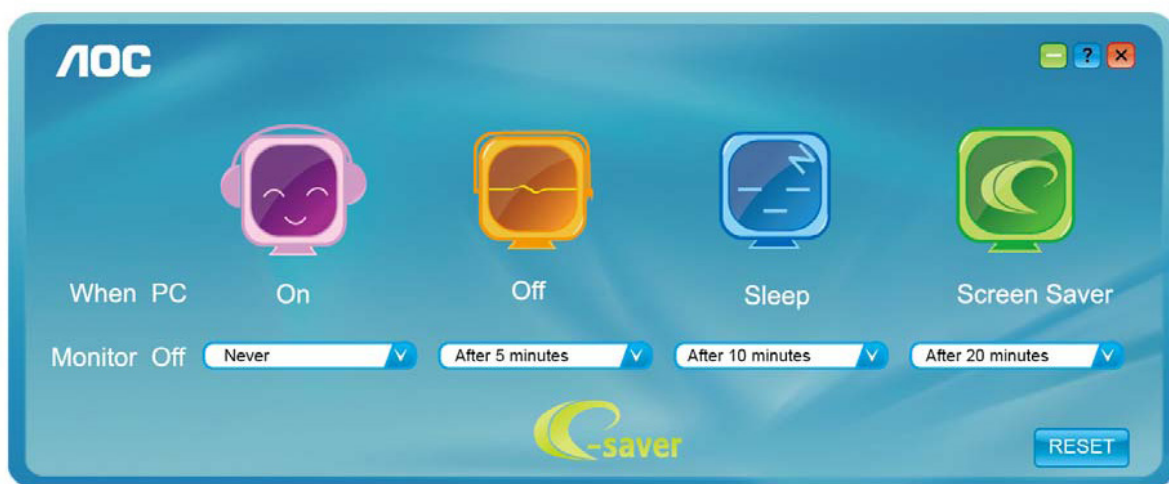 AOC
?
When PC On Off Sleep Screen Saver
Monitor Off Never After 5 minutes After 10 minutes After 20 minutes
e-saver
RESET